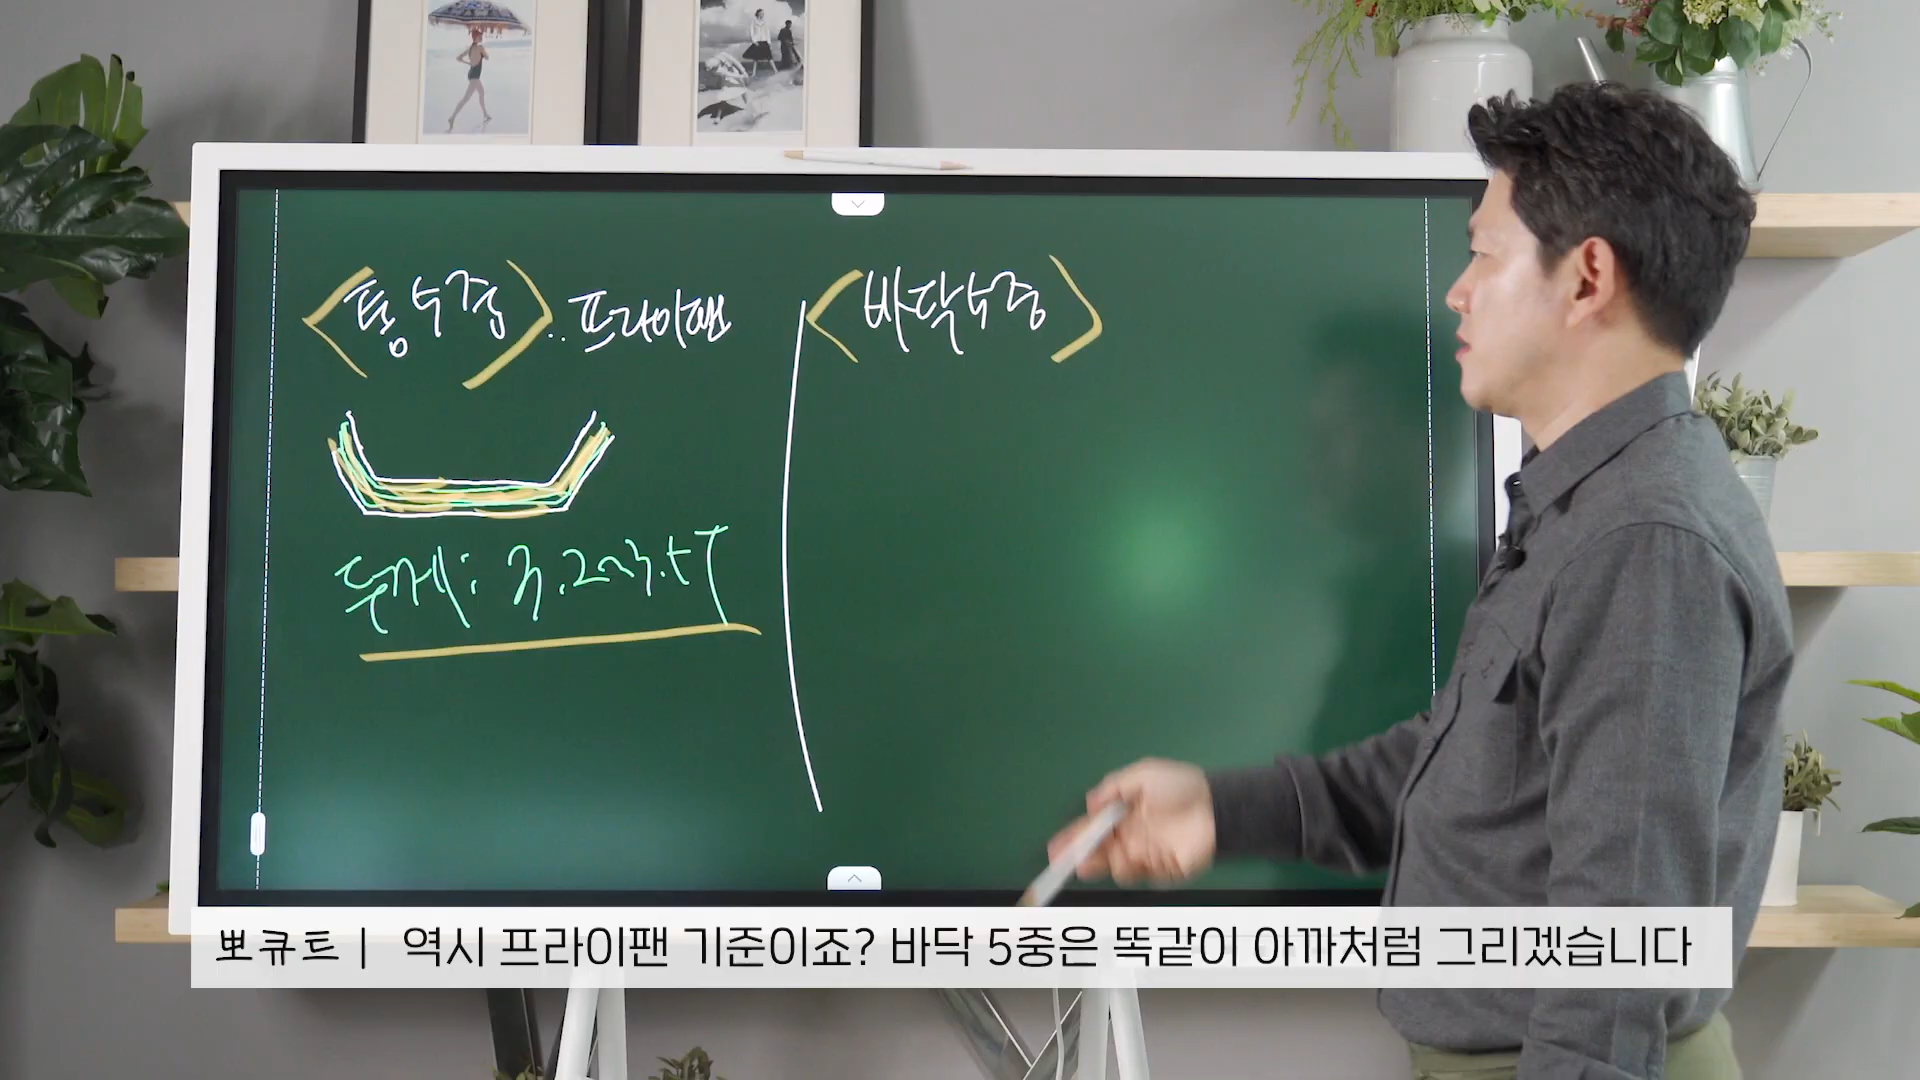 <통5중> .. 프라이팬
<바닥5중>
두께: 3.2~3.5T
뽀큐트 | 역시 프라이팬 기준이죠? 바닥 5중은 똑같이 아까처럼 그리겠습니다